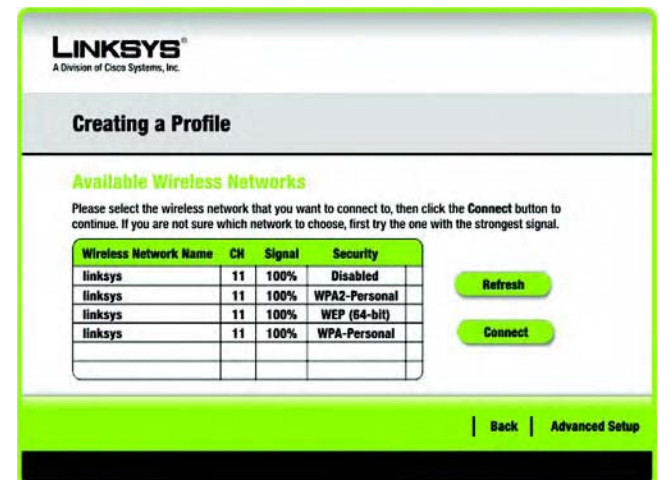 LINKSYS®
A Division of Cisco Systems, Inc.
Creating a Profile
Available Wireless Networks
Please select the wireless network that you want to connect to, then click the Connect button to
continue. If you are not sure which network to choose, first try the one with the strongest signal.
Wireless Network Name CH Signal Security
linksys 11 100% Disabled
linksys 11 100% WPA2-Personal
linksys 11 100% WEP (64-bit)
linksys 11 100% WPA-Personal
Refresh
Connect
Back Advanced Setup